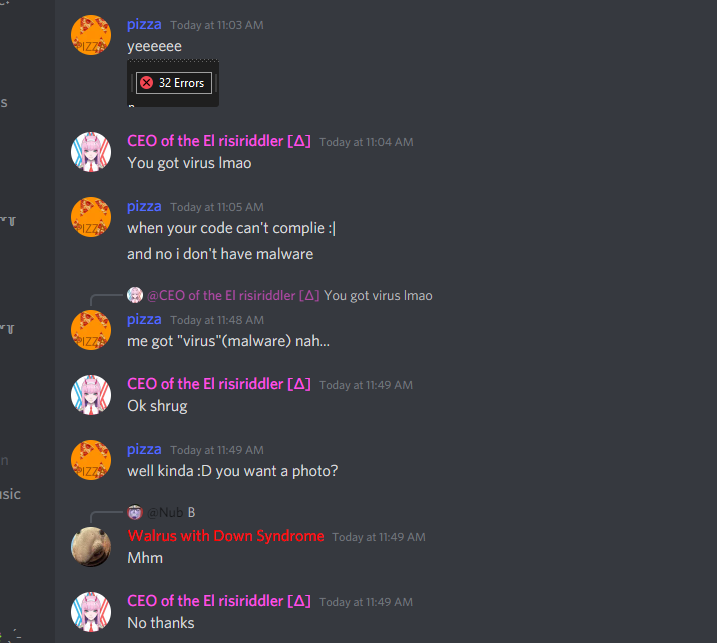 pizza Today at 11:03 AM
yeeeeee
32 Errors
s
CEO of the El risiriddler [Δ] Today at 11:04 AM
You got virus lmao
pizza Today at 11:05 AM
when your code can't complie :|
and no i don't have malware
@CEO of the El risiriddler [Δ] You got virus lmao
pizza Today at 11:48 AM
me got "virus"(malware) nah...
CEO of the El risiriddler [Δ] Today at 11:49 AM
Ok shrug
pizza Today at 11:49 AM
n
well kinda :D you want a photo?
usic
@Nub B
Walrus with Down Syndrome Today at 11:49 AM
Mhm
CEO of the El risiriddler [Δ] Today at 11:49 AM
No thanks